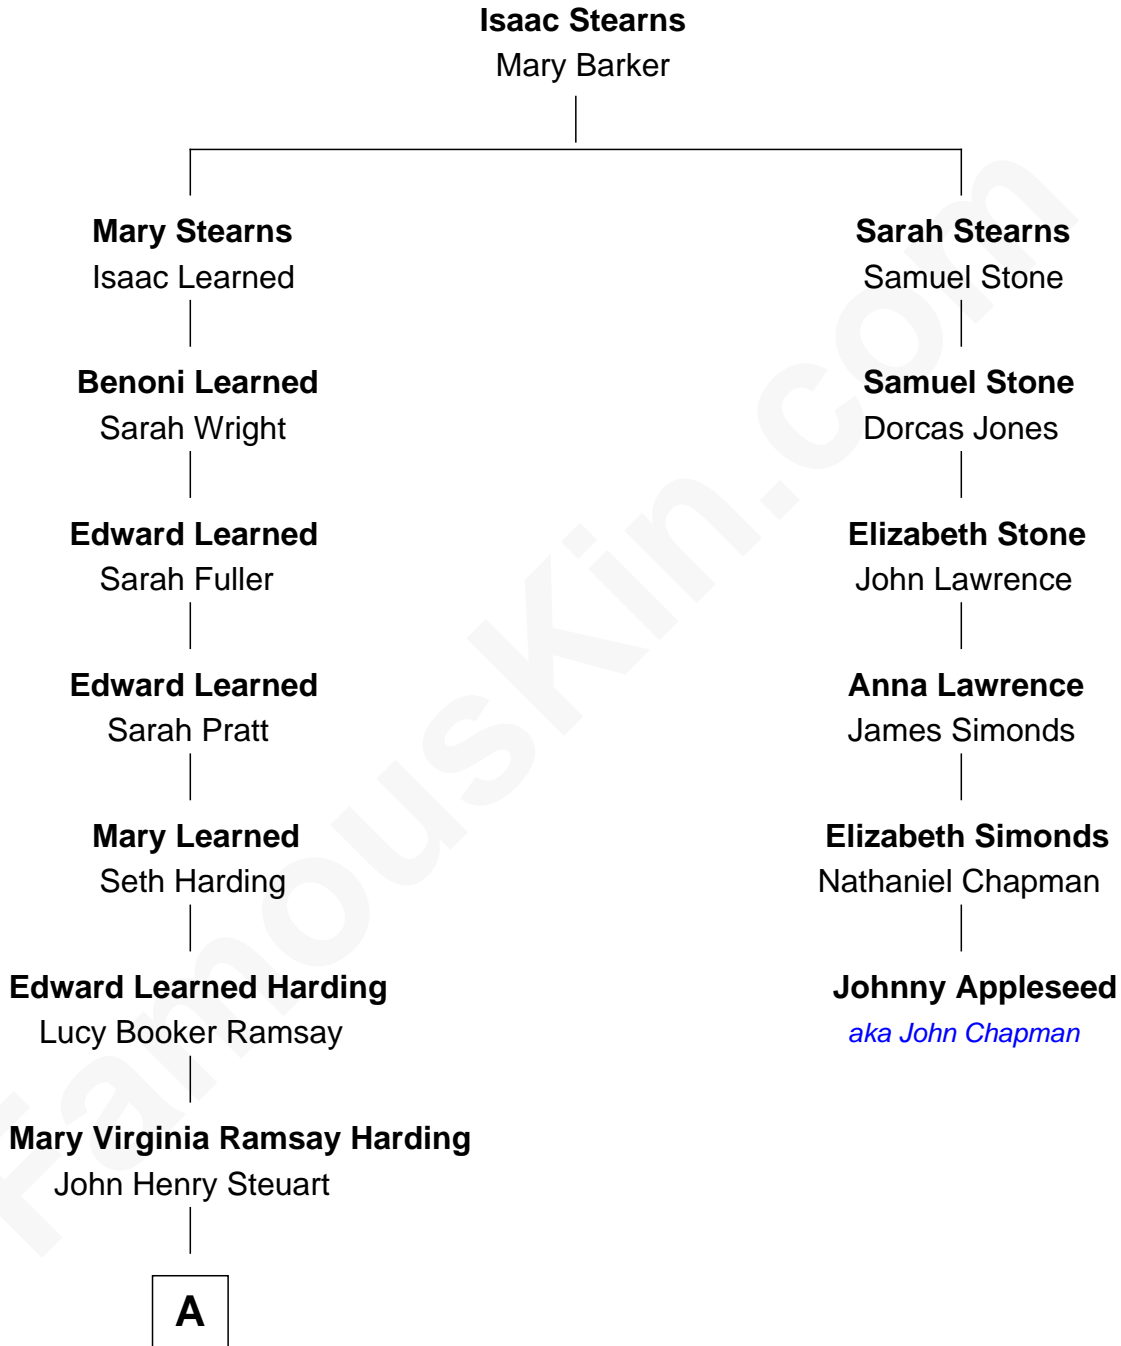 Isaac Stearns
Mary Barker
Mary Stearns
Isaac Learned
Benoni Learned
Sarah Wright
Edward Learned
Sarah Fuller
Edward Learned
Sarah Pratt
Mary Learned
Seth Harding
Edward Learned Harding
Lucy Booker Ramsay
Mary Virginia Ramsay Harding
John Henry Steuart
A
Sarah Stearns
Samuel Stone
Samuel Stone
Dorcas Jones
Elizabeth Stone
John Lawrence
Anna Lawrence
James Simonds
Elizabeth Simonds
Nathaniel Chapman
Johnny Appleseed
aka John Chapman
FamousKin.com